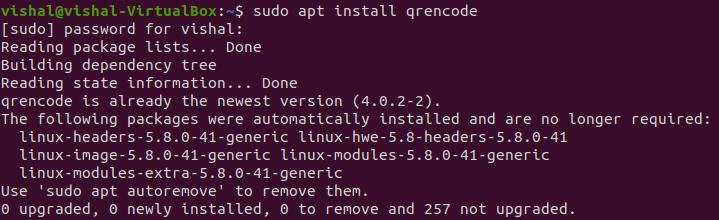 vishal@vishal-VirtualBox:~$ sudo apt install qrencode
[sudo] password for vishal:
Reading package lists... Done
Building dependency tree
Reading state information... Done
qrencode is already the newest version (4.0.2-2).
The following packages were automatically installed and are no longer required:
  linux-headers-5.8.0-41-generic linux-hwe-5.8-headers-5.8.0-41
  linux-image-5.8.0-41-generic linux-modules-5.8.0-41-generic
  linux-modules-extra-5.8.0-41-generic
Use 'sudo apt autoremove' to remove them.
0 upgraded, 0 newly installed, 0 to remove and 257 not upgraded.